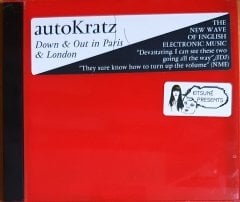 autoKratz
Down & Out in Paris
& London
THE
NEW WAVE
OF ENGLISH
ELECTRONIC MUSIC
"Devastating. I can see these two
going all the way" (IDJ)
"They sure know how to turn up the volume" (NME)
KITSUNÉ
PRESENTS